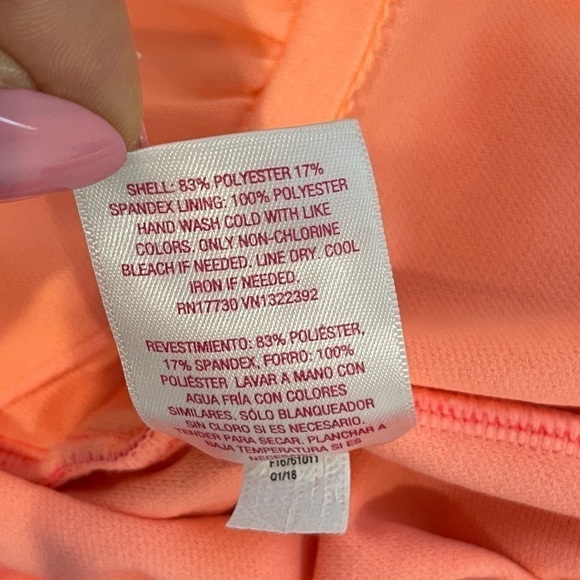 SHELL: 83% POLYESTER 17%
SPANDEX LINING: 100% POLYESTER
HAND WASH COLD WITH LIKE
COLORS. ONLY NON-CHLORINE
BLEACH IF NEEDED. LINE DRY. COOL
IRON IF NEEDED.
RN17730 VN1322392
REVESTIMIENTO: 83% POLIÉSTER,
17% SPANDEX, FORRO: 100%
POLIÉSTER LAVAR A MANO CON
AGUA FRÍA CON COLORES
SIMILARES. SÓLO BLANQUEADOR
SIN CLORO SI ES NECESARIO.
TENDER PARA SECAR. PLANCHAR A
BAJA TEMPERATURA SI ES
01/18